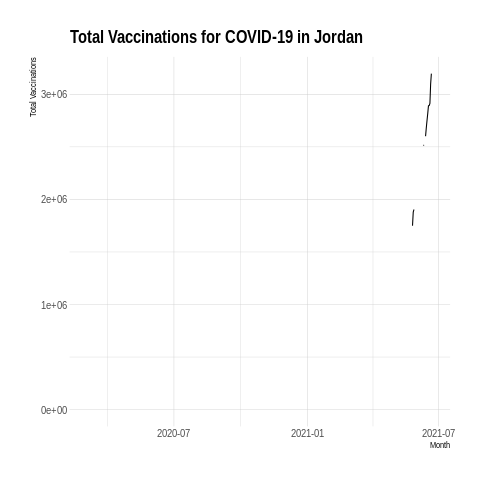 Total Vaccinations for COVID-19 in Jordan
Total Vaccinations
3e+06
2e+06
1e+06
0e+00
2020-07
2021-01
2021-07
Month